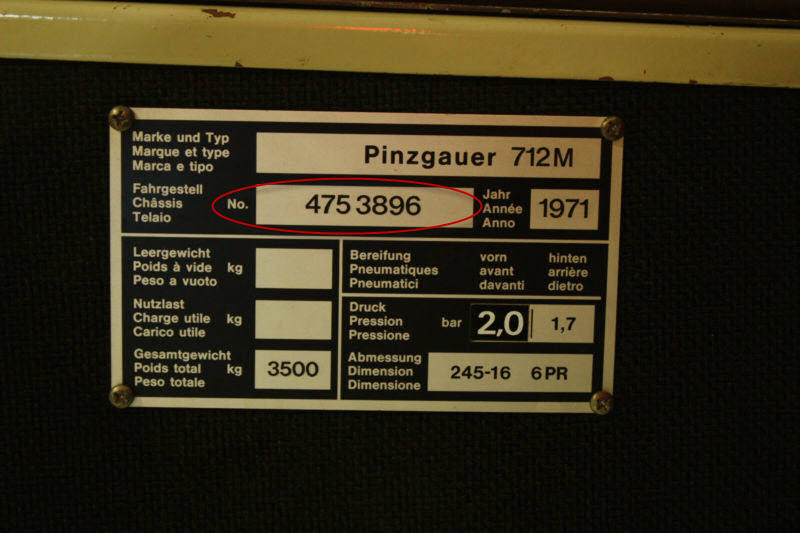 Marke und Typ
Marque et type
Marca e tipo
Pinzgauer 712M
Fahrgestell
Châssis No.
Telaio
475 3896
Jahr
Année
Anno
1971
Leergewicht
Poids à vide kg
Peso a vuoto
Nutzlast
Charge utile kg
Carico utile
Gesamtgewicht
Poids total kg
Peso totale
3500
Bereifung vorn hinten
Pneumatiques avant arrière
Pneumatici davanti dietro
Druck
Pression bar 2,0 1,7
Pressione
Abmessung
Dimension
Dimensione
245-16 6PR